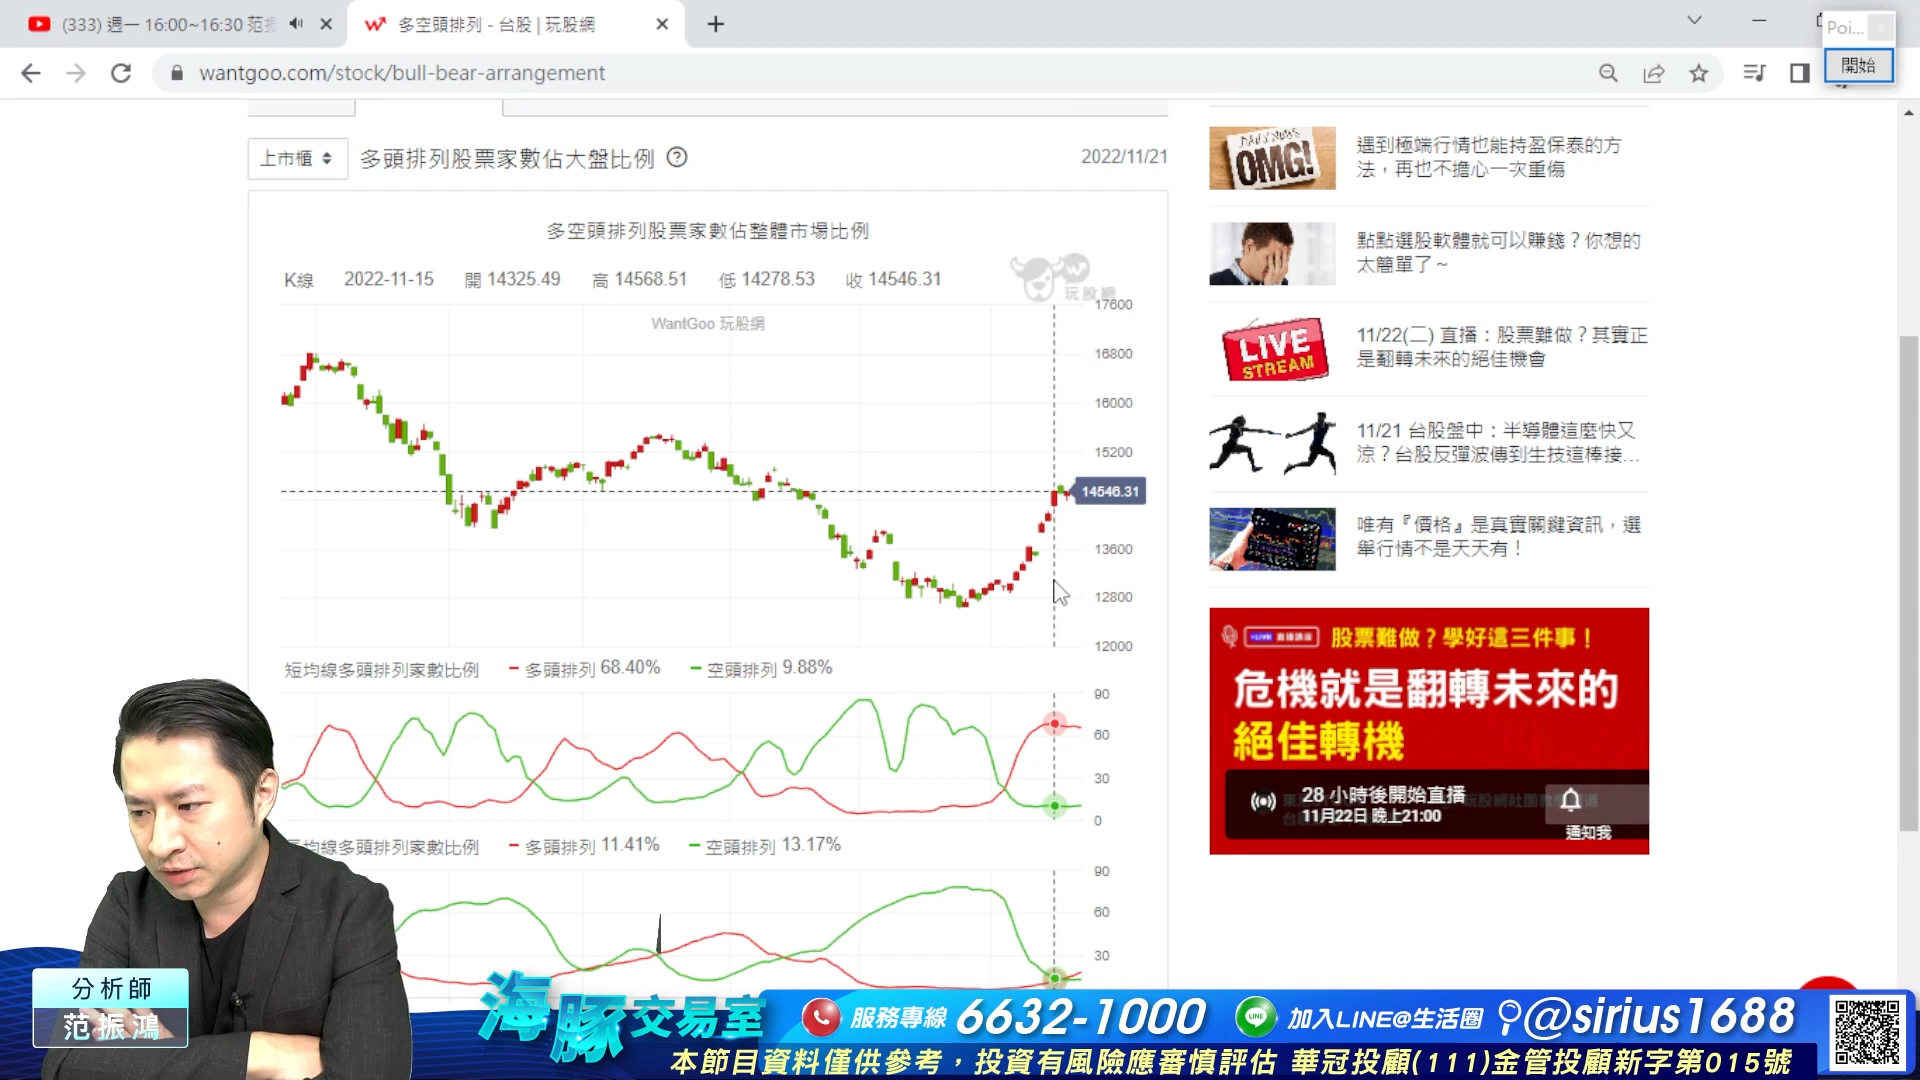 (333) 週一 16:00~16:30 范振
多空頭排列 - 台股 | 玩股網
Poi...
開始
wantgoo.com/stock/bull-bear-arrangement
上市櫃
多頭排列股票家數佔大盤比例
2022/11/21
多空頭排列股票家數佔整體市場比例
K線 2022-11-15 開 14325.49 高 14568.51 低 14278.53 收 14546.31
玩股網
WantGoo 玩股網
17600
16800
16000
15200
14546.31
13600
12800
12000
短均線多頭排列家數比例 多頭排列 68.40% 空頭排列 9.88%
90
60
30
0
均線多頭排列家數比例 多頭排列 11.41% 空頭排列 13.17%
90
60
30
DAILY NEWS
OMG!
遇到極端行情也能持盈保泰的方
法，再也不擔心一次重傷
點點選股軟體就可以賺錢？你想的
太簡單了～
LIVE
STREAM
11/22(二) 直播：股票難做？其實正
是翻轉未來的絕佳機會
11/21 台股盤中：半導體這麼快又
涼？台股反彈波傳到生技這棒接...
唯有『價格』是真實關鍵資訊，選
舉行情不是天天有！
LIVE 直播講座 股票難做？學好這三件事！
危機就是翻轉未來的
絕佳轉機
28 小時後開始直播
11月22日 晚上21:00
通知我
分析師
范振鴻
海豚交易室
服務專線 6632-1000
LINE
加入LINE@生活圈 @sirius1688
本節目資料僅供參考，投資有風險應審慎評估 華冠投顧(111)金管投顧新字第015號